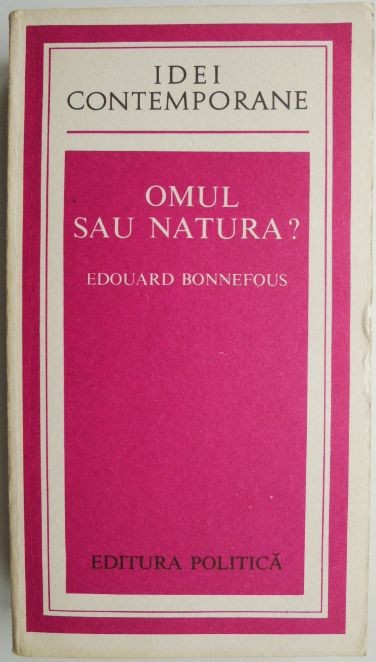 IDEI
CONTEMPORANE
OMUL
SAU NATURA?
EDOUARD BONNEFOUS
EDITURA POLITICĂ